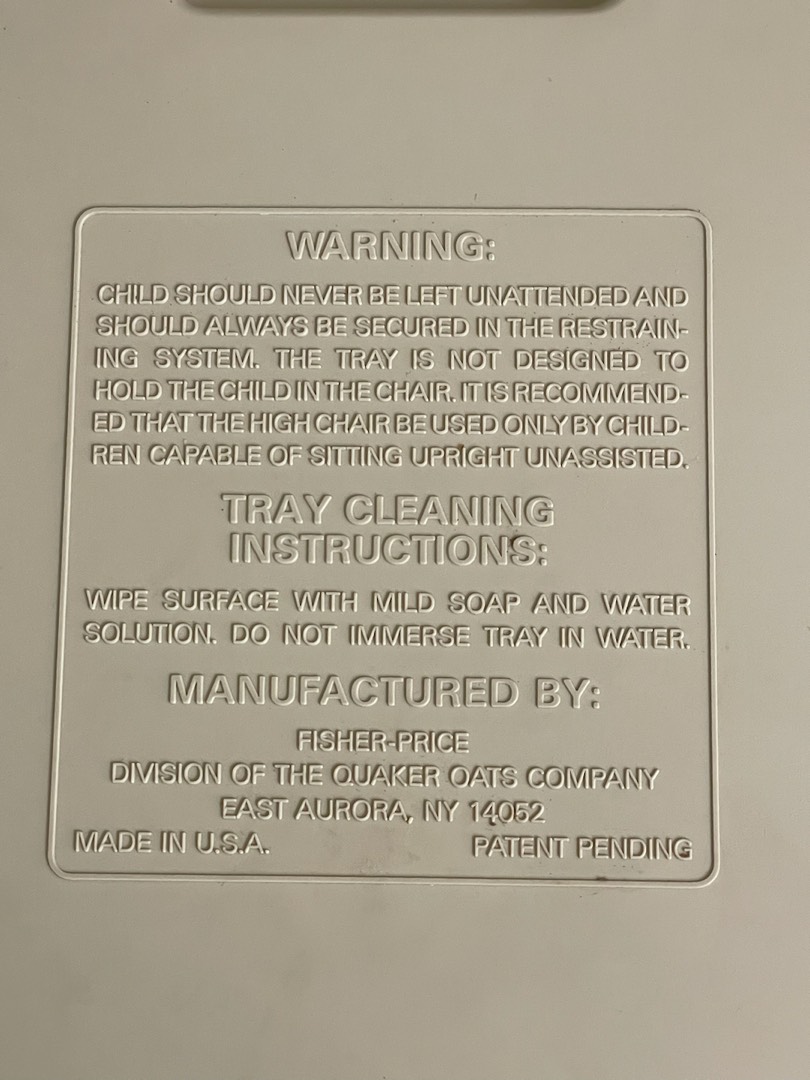 WARNING:
CHILD SHOULD NEVER BE LEFT UNATTENDED AND
SHOULD ALWAYS BE SECURED IN THE RESTRAIN-
ING SYSTEM. THE TRAY IS NOT DESIGNED TO
HOLD THE CHILD IN THE CHAIR. IT IS RECOMMEND-
ED THAT THE HIGH CHAIR BE USED ONLY BY CHILD-
REN CAPABLE OF SITTING UPRIGHT UNASSISTED.
TRAY CLEANING
INSTRUCTIONS:
WIPE SURFACE WITH MILD SOAP AND WATER
SOLUTION. DO NOT IMMERSE TRAY IN WATER.
MANUFACTURED BY:
FISHER-PRICE
DIVISION OF THE QUAKER OATS COMPANY
EAST AURORA, NY 14052
MADE IN U.S.A. PATENT PENDING